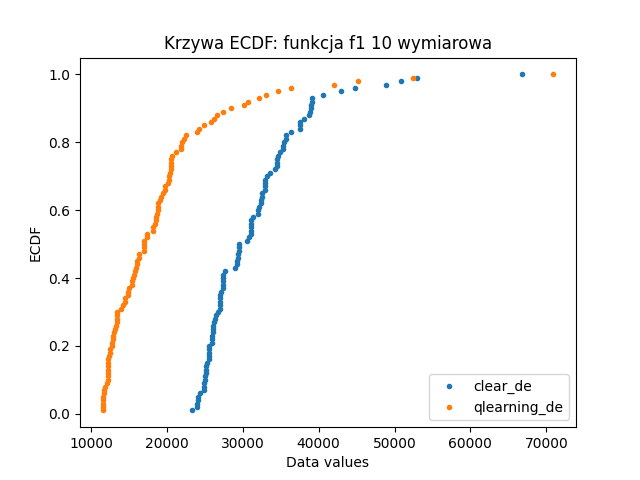 Krzywa ECDF: funkcja f1 10 wymiarowa
1.0
0.8
0.6
0.4
0.2
0.0
ECDF
clear_de
qlearning_de
10000 20000 30000 40000 50000 60000 70000
Data values